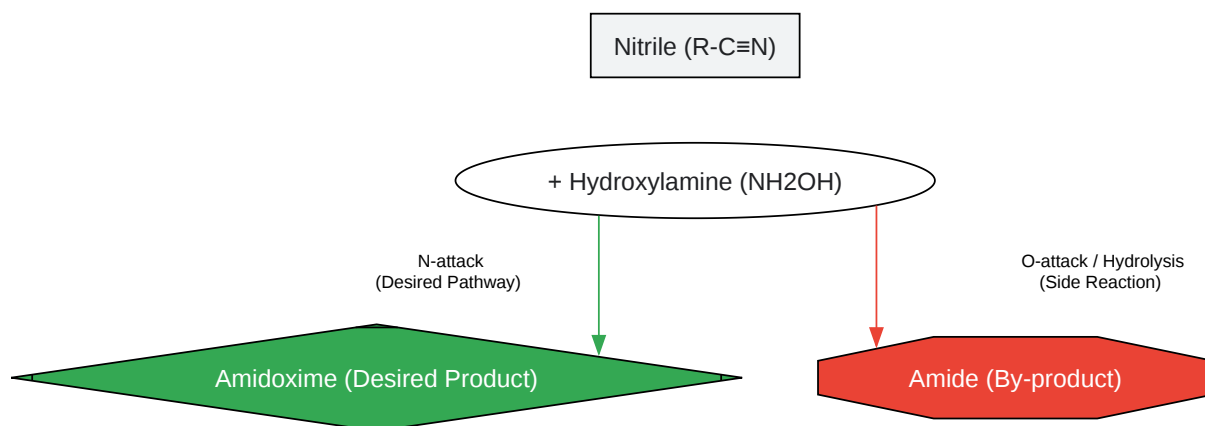 Nitrile (R-C≡N)
+ Hydroxylamine (NH2OH)
N-attack
(Desired Pathway)
O-attack / Hydrolysis
(Side Reaction)
Amidoxime (Desired Product)
Amide (By-product)